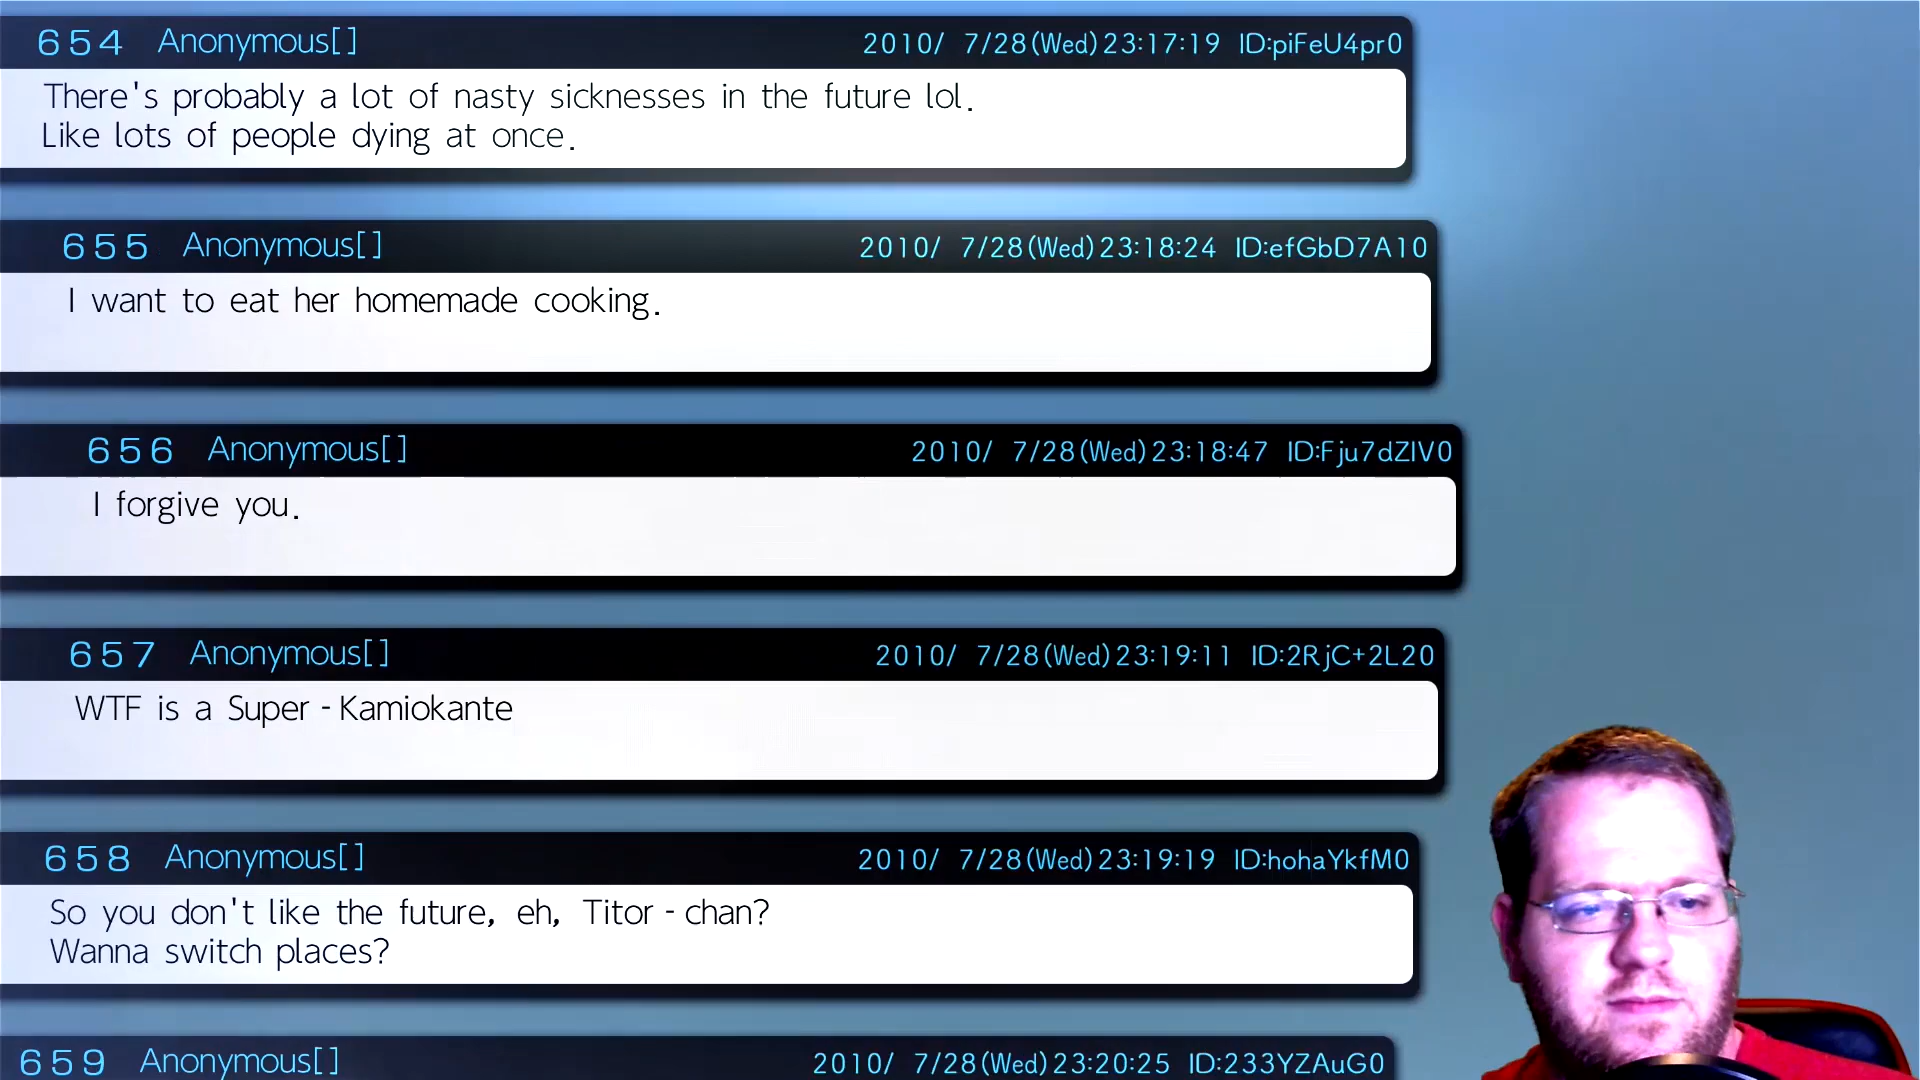 654 Anonymous[] 2010/ 7/28(Wed)23:17:19 ID:piFeU4pr0
There's probably a lot of nasty sicknesses in the future lol.
Like lots of people dying at once.
655 Anonymous[] 2010/ 7/28(Wed)23:18:24 ID:efGbD7A10
I want to eat her homemade cooking.
656 Anonymous[] 2010/ 7/28(Wed)23:18:47 ID:Fju7dZIV0
I forgive you.
657 Anonymous[] 2010/ 7/28(Wed)23:19:11 ID:2RjC+2L20
WTF is a Super-Kamiokante
658 Anonymous[] 2010/ 7/28(Wed)23:19:19 ID:hohaYkfM0
So you don't like the future, eh, Titor-chan?
Wanna switch places?
659 Anonymous[] 2010/ 7/28(Wed)23:20:25 ID:233YZAuG0